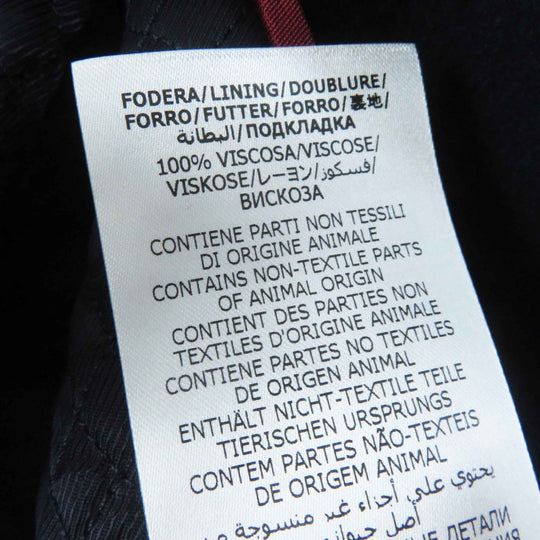 FODERA/LINING/DOUBLURE/
FORRO/FUTTER/FORRO/裏地/
البطانة/ПОДКЛАДКА
100% VISCOSA/VISCOSE/
VISKOSE/レーヨン/فسكوز/
ВИСКОЗА
CONTIENE PARTI NON TESSILI
DI ORIGINE ANIMALE
CONTAINS NON-TEXTILE PARTS
OF ANIMAL ORIGIN
CONTIENT DES PARTIES NON
TEXTILES D'ORIGINE ANIMALE
CONTIENE PARTES NO TEXTILES
DE ORIGEN ANIMAL
ENTHÄLT NICHT-TEXTILE TEILE
TIERISCHEN URSPRUNGS
CONTEM PARTES NÃO-TEXTEIS
DE ORIGEM ANIMAL
يحتوي على أجزاء غير منسوجة من
أصل
ДЕТАЛИ